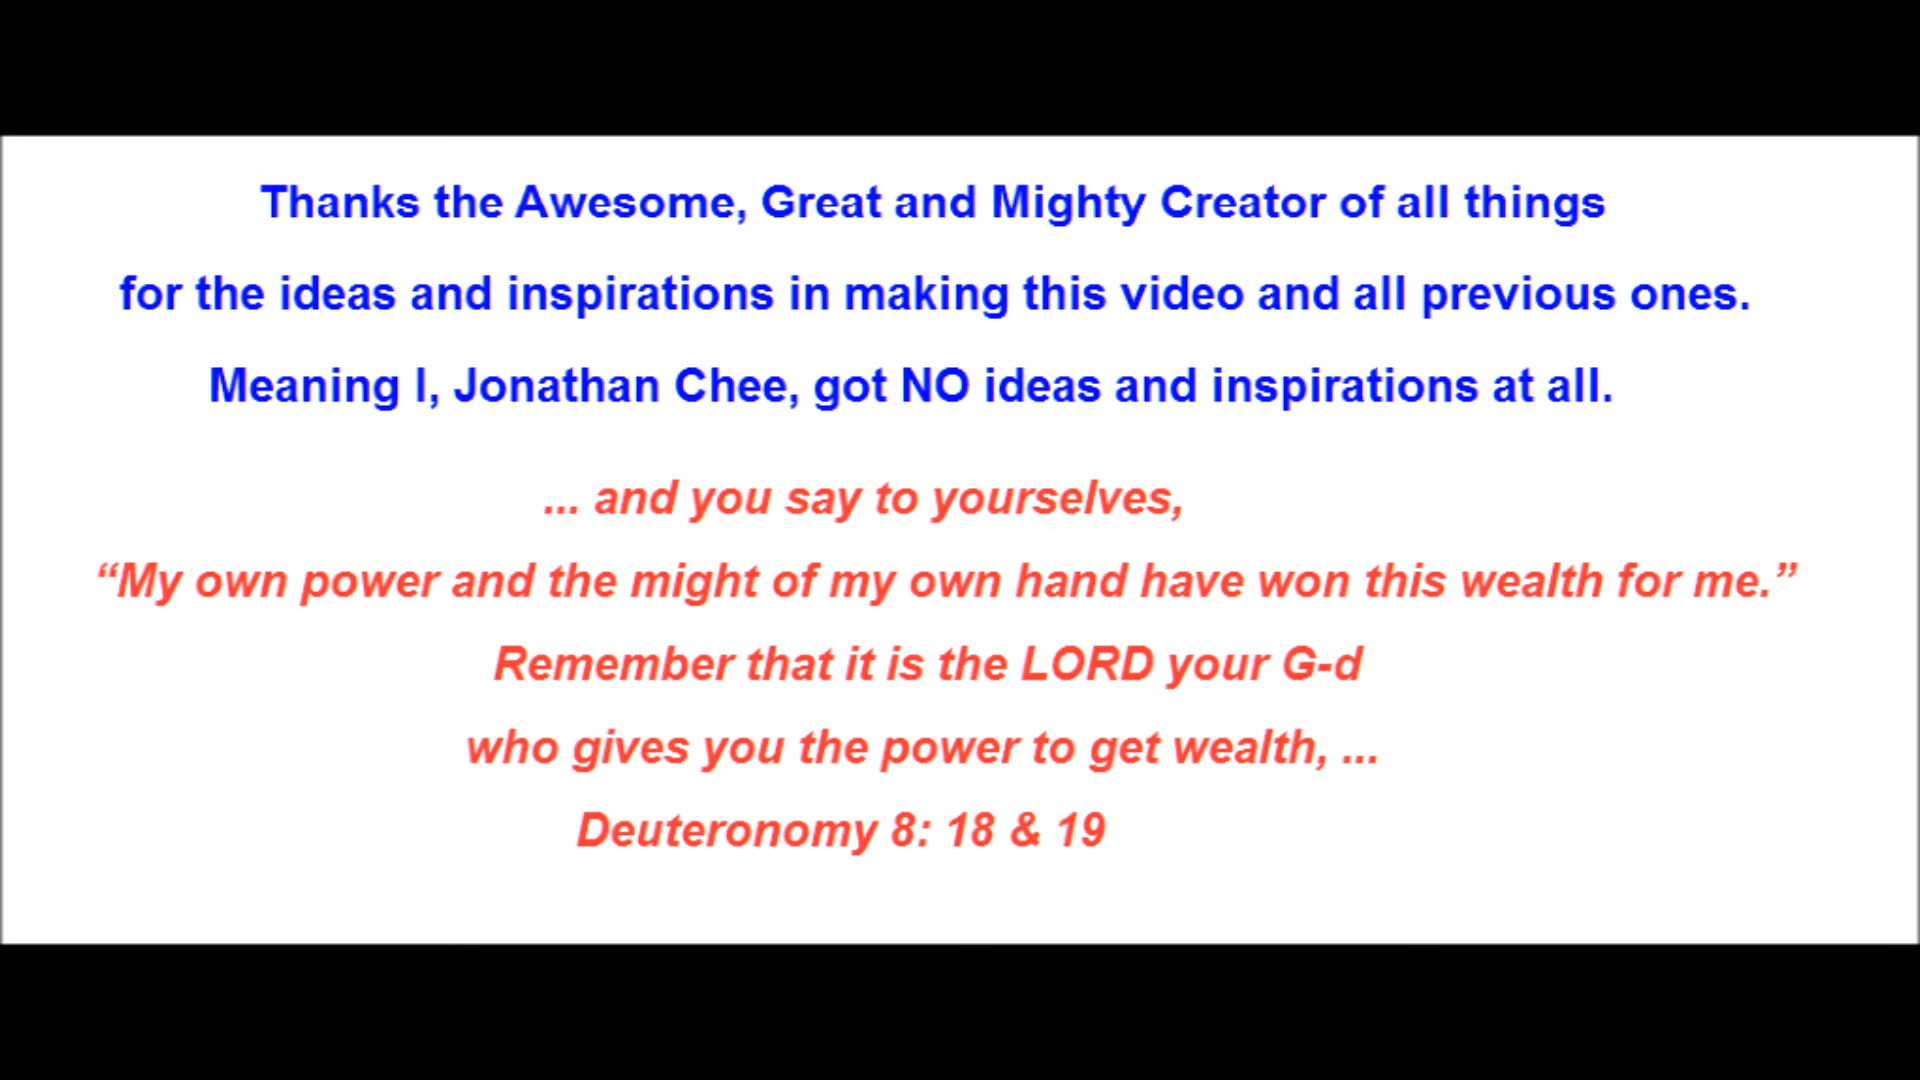 Thanks the Awesome, Great and Mighty Creator of all things
for the ideas and inspirations in making this video and all previous ones.
Meaning I, Jonathan Chee, got NO ideas and inspirations at all.
... and you say to yourselves,
“My own power and the might of my own hand have won this wealth for me.”
Remember that it is the LORD your G-d
who gives you the power to get wealth, ...
Deuteronomy 8: 18 & 19